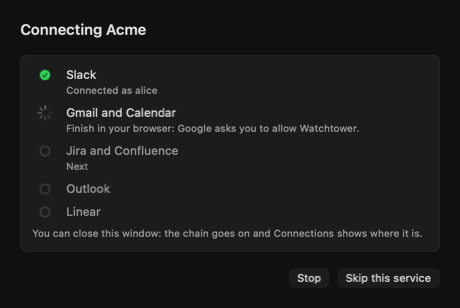 Connecting Acme
Slack
Connected as alice
Gmail and Calendar
Finish in your browser: Google asks you to allow Watchtower.
Jira and Confluence
Next
Outlook
Linear
You can close this window: the chain goes on and Connections shows where it is.
Stop
Skip this service